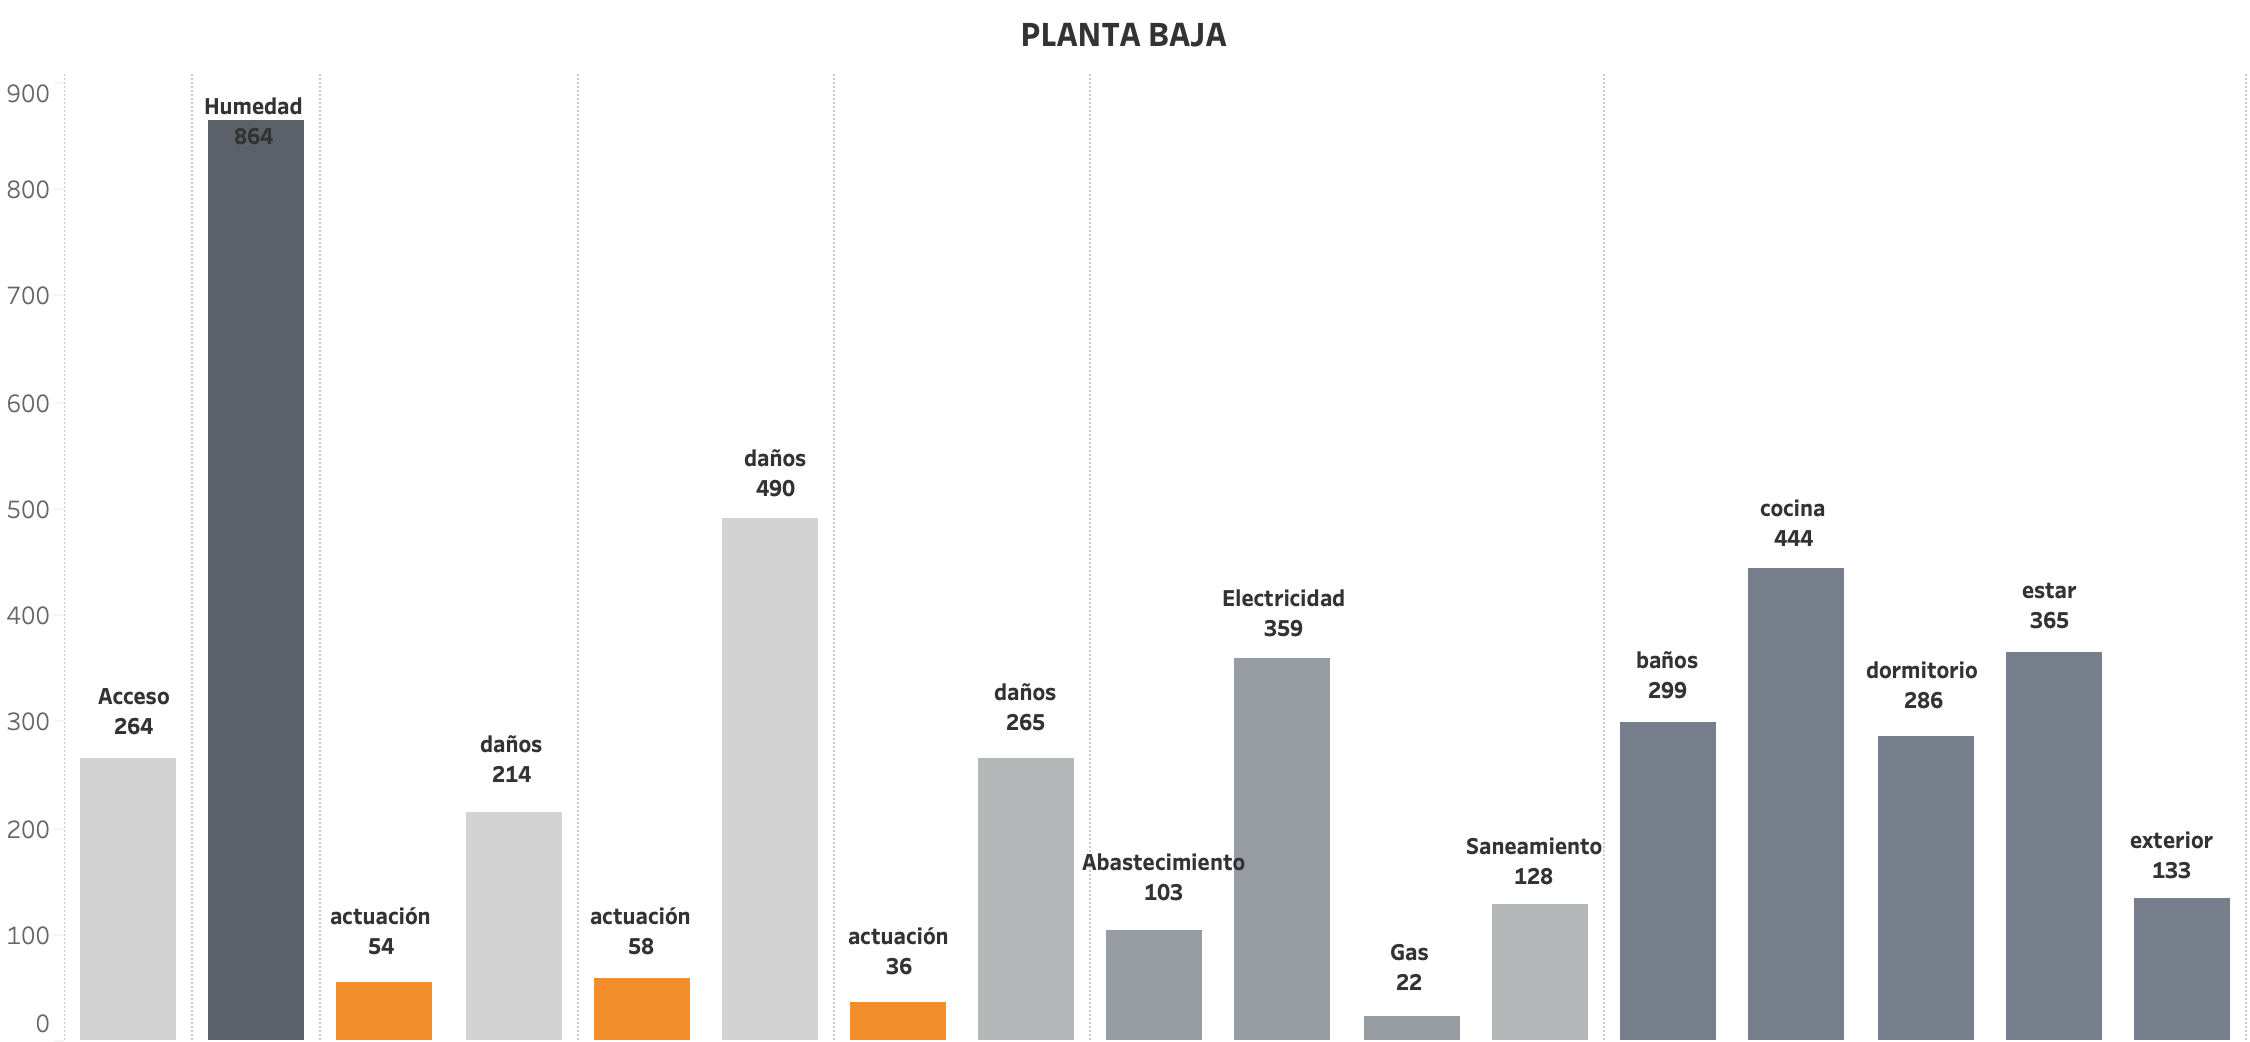 PLANTA BAJA
900
800
700
600
500
400
300
200
100
0
Acceso
264
Humedad
864
actuación
54
daños
214
actuación
58
daños
490
actuación
36
daños
265
Abastecimiento
103
Electricidad
359
Gas
22
Saneamiento
128
baños
299
cocina
444
dormitorio
286
estar
365
exterior
133